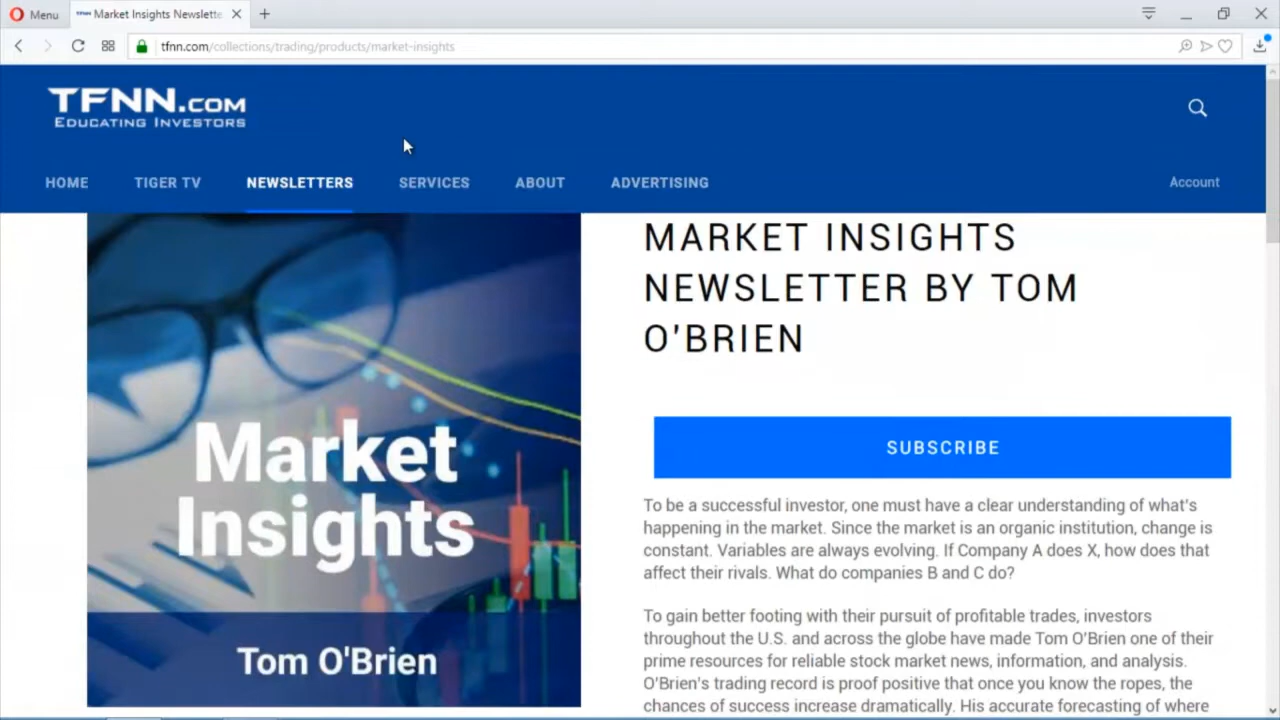 Menu
TFNN Market Insights Newslette
tfnn.com/collections/trading/products/market-insights
TFNN.COM
EDUCATING INVESTORS
HOME
TIGER TV
NEWSLETTERS
SERVICES
ABOUT
ADVERTISING
Account
Market
Insights
Tom O'Brien
MARKET INSIGHTS
NEWSLETTER BY TOM
O'BRIEN
SUBSCRIBE
To be a successful investor, one must have a clear understanding of what's
happening in the market. Since the market is an organic institution, change is
constant. Variables are always evolving. If Company A does X, how does that
affect their rivals. What do companies B and C do?
To gain better footing with their pursuit of profitable trades, investors
throughout the U.S. and across the globe have made Tom O'Brien one of their
prime resources for reliable stock market news, information, and analysis.
O'Brien's trading record is proof positive that once you know the ropes, the
chances of success increase dramatically. His accurate forecasting of where